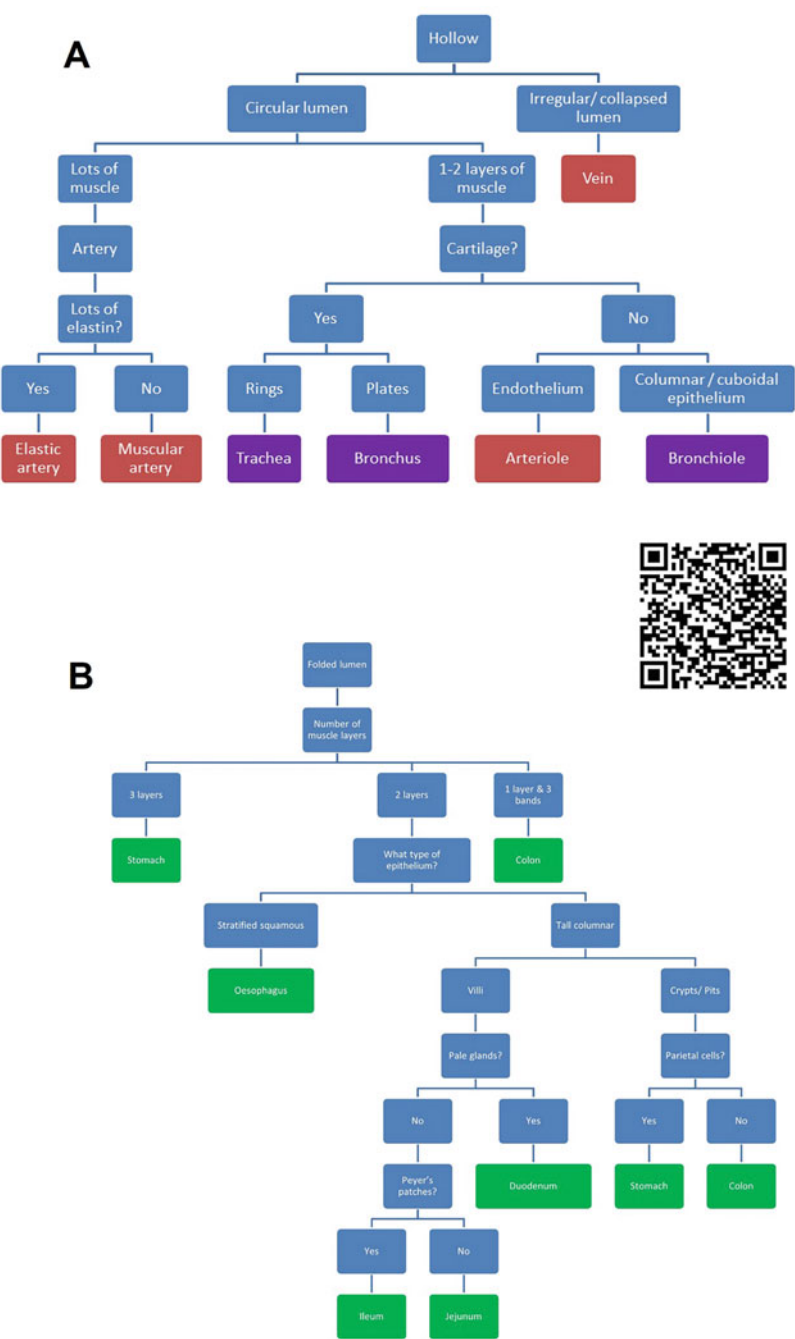 A
Hollow
Circular lumen
Irregular/ collapsed
lumen
Lots of
muscle
1-2 layers of
muscle
Vein
Artery
Cartilage?
Lots of
elastin?
Yes
No
Yes
No
Rings
Plates
Endothelium
Columnar / cuboidal
epithelium
Elastic
artery
Muscular
artery
Trachea
Bronchus
Arteriole
Bronchiole
B
Folded lumen
Number of
muscle layers
3 layers
2 layers
1 layer & 3
bands
Stomach
What type of
epithelium?
Colon
Stratified squamous
Tall columnar
Oesophagus
Villi
Crypts/ Pits
Pale glands?
Parietal cells?
No
Yes
Yes
No
Peyer's
patches?
Duodenum
Stomach
Colon
Yes
No
Ileum
Jejunum